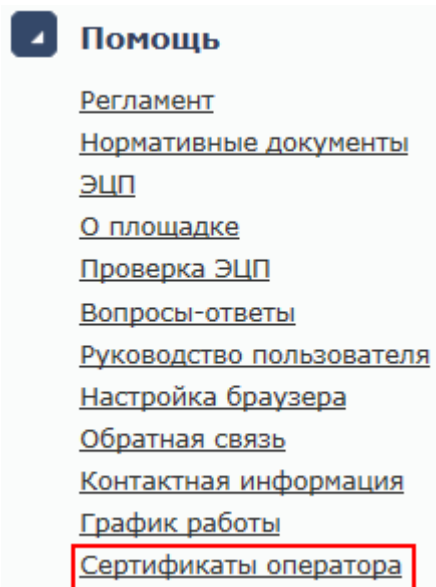 Помощь
Регламент
Нормативные документы
ЭЦП
О площадке
Проверка ЭЦП
Вопросы-ответы
Руководство пользователя
Настройка браузера
Обратная связь
Контактная информация
График работы
Сертификаты оператора